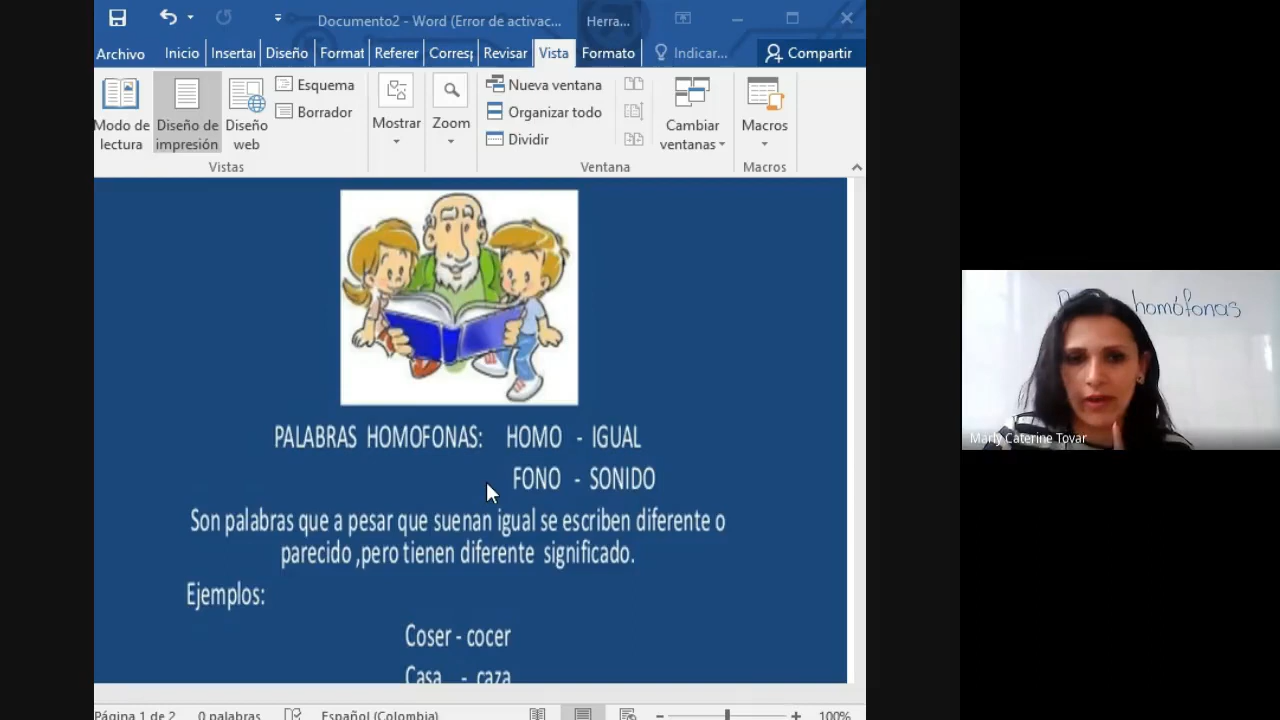 Documento2 - Word (Error de activac...
Herra...
Archivo
Inicio
Insertar
Diseño
Format
Referer
Corresp
Revisar
Vista
Formato
Indicar...
Compartir
Modo de
lectura
Diseño de
impresión
Diseño
web
Esquema
Borrador
Vistas
Mostrar
Zoom
Nueva ventana
Organizar todo
Dividir
Cambiar
ventanas
Ventana
Macros
Macros
PALABRAS HOMOFONAS: HOMO - IGUAL
FONO - SONIDO
Son palabras que a pesar que suenan igual se escriben diferente o
parecido ,pero tienen diferente significado.
Ejemplos:
Coser - cocer
Casa - caza
Página 1 de 2
0 palabras
Español (Colombia)
100%
homófonas
Marly Caterine Tovar